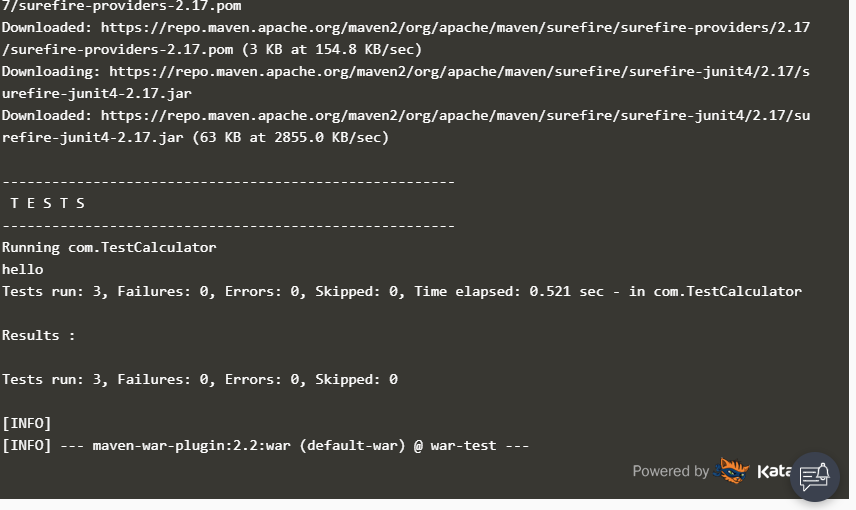 7/surefire-providers-2.17.pom
Downloaded: https://repo.maven.apache.org/maven2/org/apache/maven/surefire/surefire-providers/2.17
/surefire-providers-2.17.pom (3 KB at 154.8 KB/sec)
Downloading: https://repo.maven.apache.org/maven2/org/apache/maven/surefire/surefire-junit4/2.17/s
urefire-junit4-2.17.jar
Downloaded: https://repo.maven.apache.org/maven2/org/apache/maven/surefire/surefire-junit4/2.17/su
refire-junit4-2.17.jar (63 KB at 2855.0 KB/sec)
-------------------------------------------------------
T E S T S
-------------------------------------------------------
Running com.TestCalculator
hello
Tests run: 3, Failures: 0, Errors: 0, Skipped: 0, Time elapsed: 0.521 sec - in com.TestCalculator
Results :
Tests run: 3, Failures: 0, Errors: 0, Skipped: 0
[INFO]
[INFO] --- maven-war-plugin:2.2:war (default-war) @ war-test ---
Powered by Kata